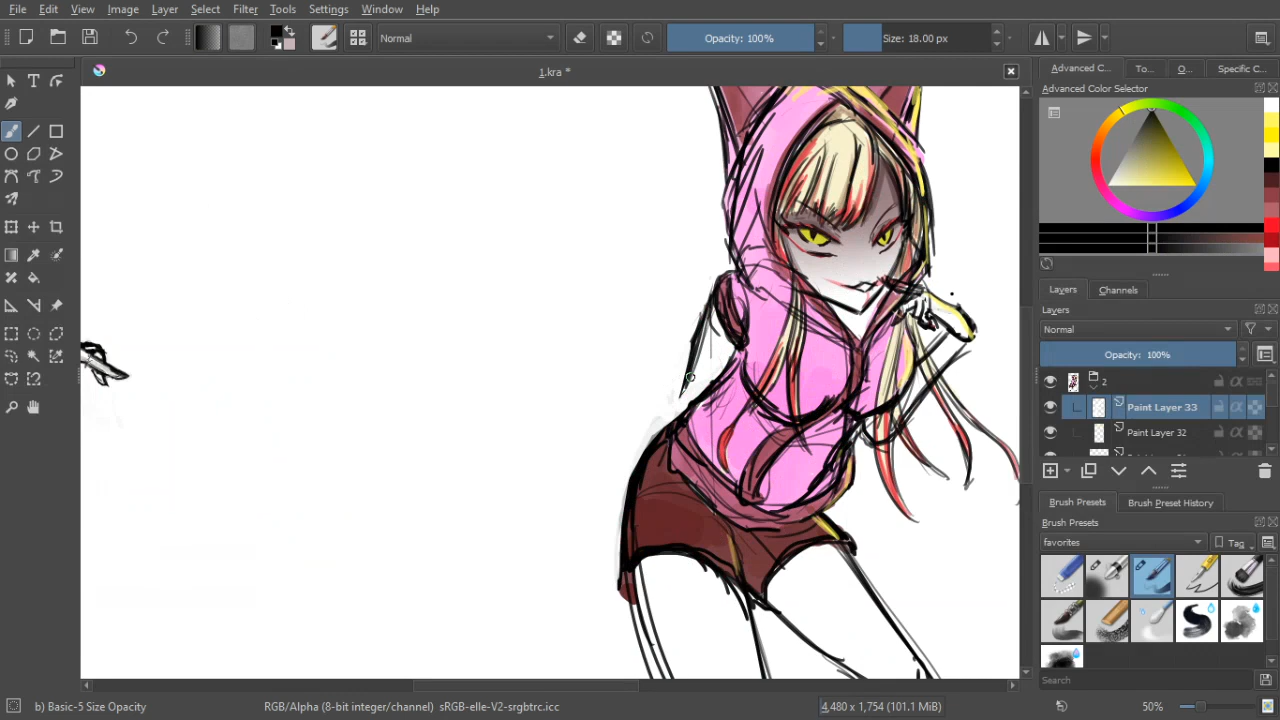 File Edit View Image Layer Select Filter Tools Settings Window Help
Normal Opacity: 100% Size: 18.00 px
1.kra *
Advanced C... To... O... Specific C...
Advanced Color Selector
Layers Channels
Layers
Normal
Opacity: 100%
2
Paint Layer 33
Paint Layer 32
Brush Presets Brush Preset History
Brush Presets
favorites Tag
Search
b) Basic-5 Size Opacity RGB/Alpha (8-bit integer/channel) sRGB-elle-V2-srgbtrc.icc 4,480 x 1,754 (101.1 MiB) 50%